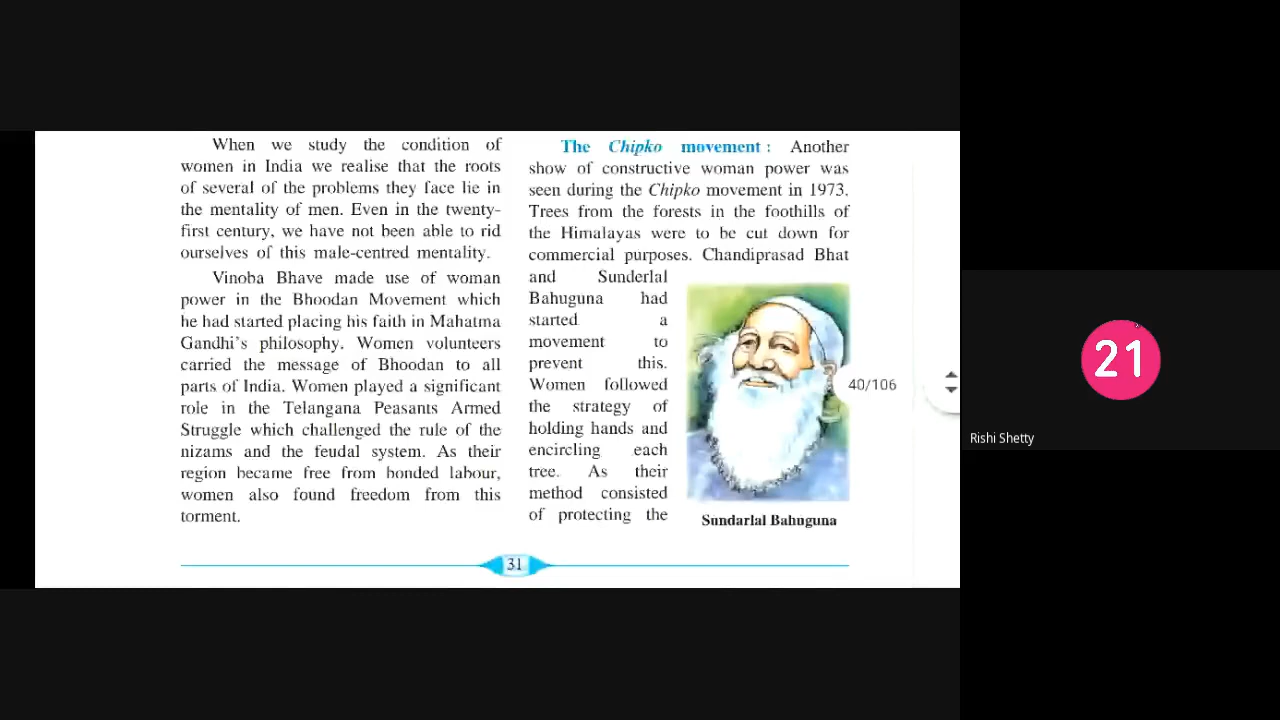 When we study the condition of
women in India we realise that the roots
of several of the problems they face lie in
the mentality of men. Even in the twenty-
first century, we have not been able to rid
ourselves of this male-centred mentality.
Vinoba Bhave made use of woman
power in the Bhoodan Movement which
he had started placing his faith in Mahatma
Gandhi's philosophy. Women volunteers
carried the message of Bhoodan to all
parts of India. Women played a significant
role in the Telangana Peasants Armed
Struggle which challenged the rule of the
nizams and the feudal system. As their
region became free from bonded labour,
women also found freedom from this
torment.
The Chipko movement : Another
show of constructive woman power was
seen during the Chipko movement in 1973.
Trees from the forests in the foothills of
the Himalayas were to be cut down for
commercial purposes. Chandiprasad Bhat
and Sunderlal
Bahuguna had
started a
movement to
prevent this.
Women followed
the strategy of
holding hands and
encircling each
tree. As their
method consisted
of protecting the
Sundarlal Bahuguna
31
40/106
21
Rishi Shetty